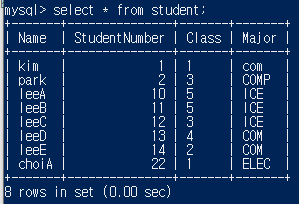 mysql> select * from student;
+--------+---------------+-------+-------+
| Name | StudentNumber | Class | Major |
+--------+---------------+-------+-------+
| kim | 1 | 1 | com |
| park | 2 | 3 | COMP |
| leeA | 10 | 5 | ICE |
| leeB | 11 | 5 | ICE |
| leeC | 12 | 3 | ICE |
| leeD | 13 | 4 | COM |
| leeE | 14 | 2 | COM |
| choiA | 22 | 1 | ELEC |
+--------+---------------+-------+-------+
8 rows in set (0.00 sec)